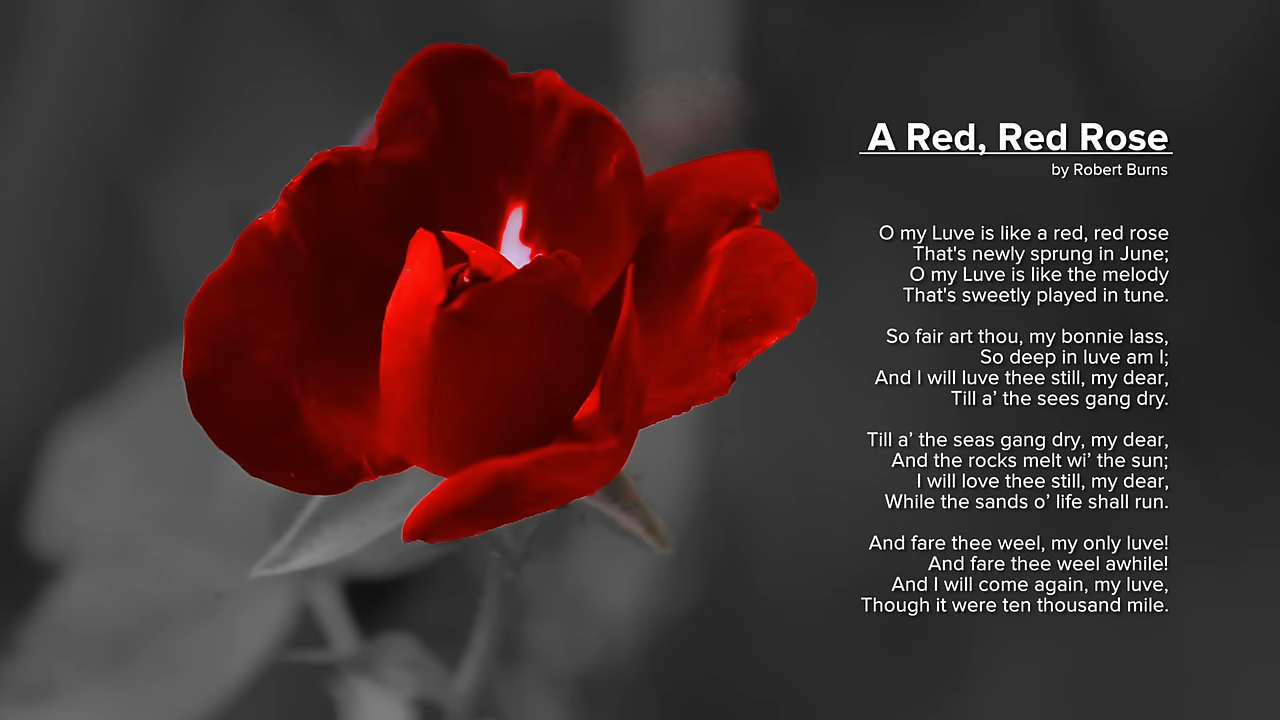 A Red, Red Rose
by Robert Burns
O my Luve is like a red, red rose
That's newly sprung in June;
O my Luve is like the melody
That's sweetly played in tune.
So fair art thou, my bonnie lass,
So deep in luve am I;
And I will luve thee still, my dear,
Till a’ the sees gang dry.
Till a’ the seas gang dry, my dear,
And the rocks melt wi’ the sun;
I will love thee still, my dear,
While the sands o’ life shall run.
And fare thee weel, my only luve!
And fare thee weel awhile!
And I will come again, my luve,
Though it were ten thousand mile.